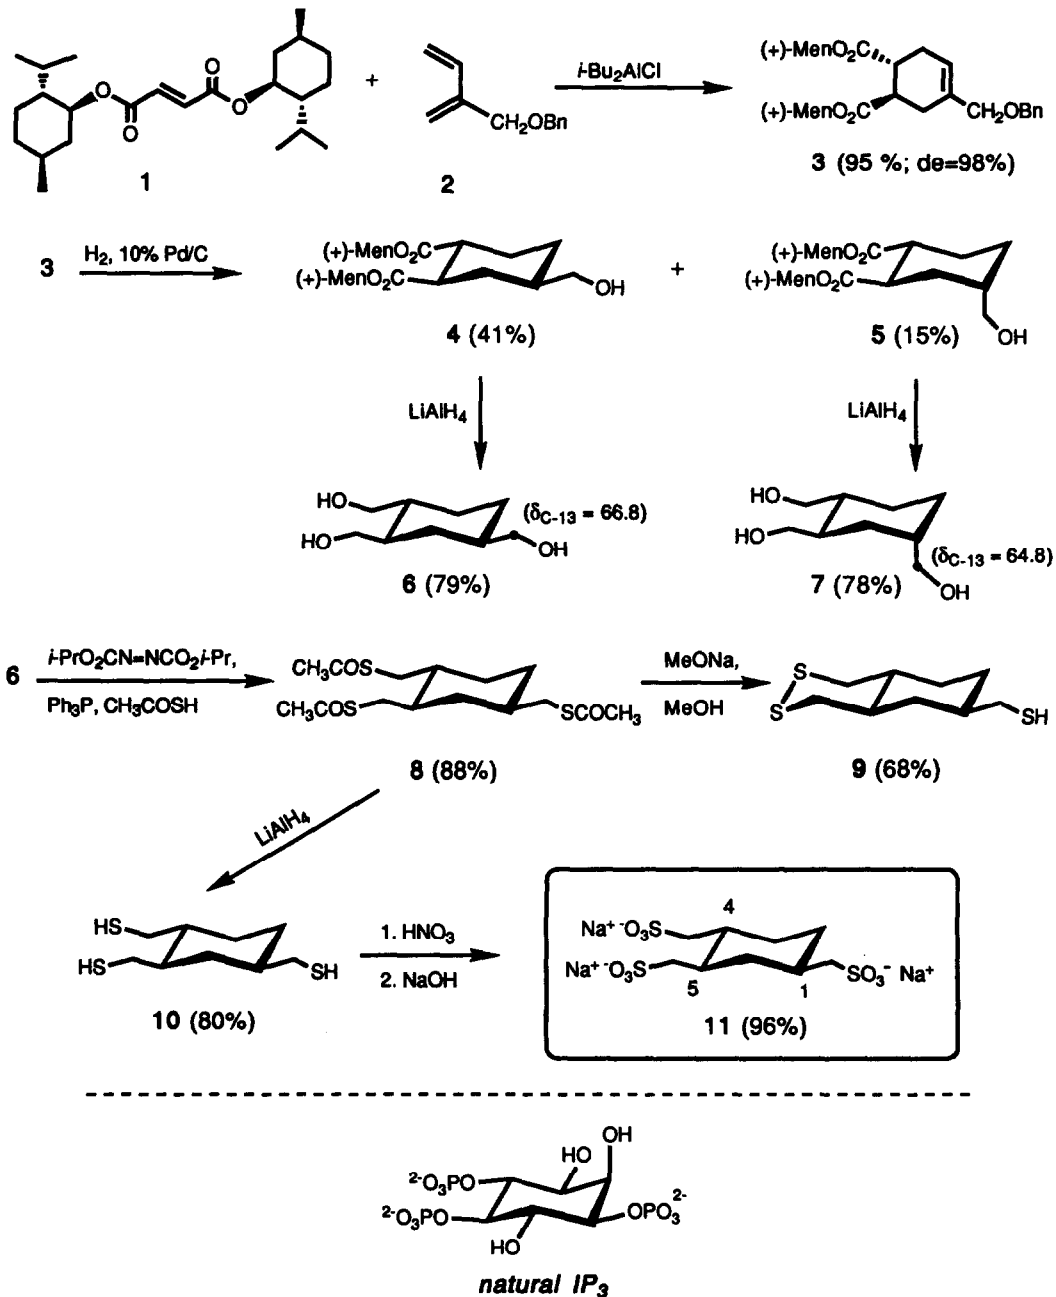 (+)-MenO₂C
i-Bu₂AlCl
+
O
O
O
O
CH₂OBn
(+)-MenO₂C
CH₂OBn
1
2
3 (95 %; de=98%)
3
H₂, 10% Pd/C
(+)-MenO₂C
(+)-MenO₂C
OH
+
(+)-MenO₂C
(+)-MenO₂C
OH
4 (41%)
5 (15%)
LiAlH₄
LiAlH₄
HO
HO
(δC-13 = 66.8)
OH
HO
HO
(δC-13 = 64.8)
OH
6 (79%)
7 (78%)
6
i-PrO₂CN=NCO₂i-Pr,
Ph₃P, CH₃COSH
CH₃COS
CH₃COS
SCOCH₃
MeONa,
MeOH
S
S
SH
8 (88%)
9 (68%)
LiAlH₄
HS
HS
SH
1. HNO₃
2. NaOH
4
Na⁺ ⁻O₃S
Na⁺ ⁻O₃S
SO₃⁻ Na⁺
5
1
10 (80%)
11 (96%)
OH
HO
²⁻O₃PO
²⁻O₃PO
OPO₃²⁻
HO
natural IP₃